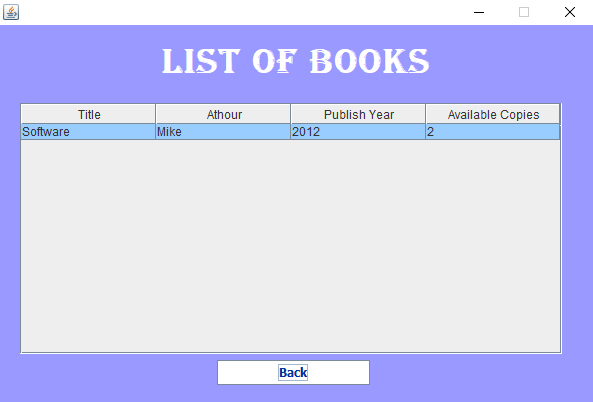 LIST OF BOOKS
Title Athour Publish Year Available Copies
Software Mike 2012 2
Back